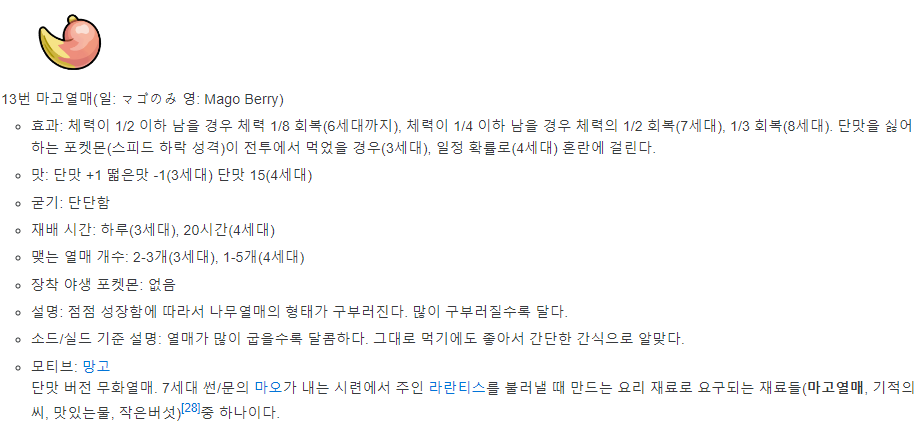 13번 마고열매(일: マゴのみ 영: Mago Berry)
효과: 체력이 1/2 이하 남을 경우 체력 1/8 회복(6세대까지), 체력이 1/4 이하 남을 경우 체력의 1/2 회복(7세대), 1/3 회복(8세대). 단맛을 싫어
하는 포켓몬(스피드 하락 성격)이 전투에서 먹었을 경우(3세대), 일정 확률로(4세대) 혼란에 걸린다.
맛: 단맛 +1 떫은맛 -1(3세대) 단맛 15(4세대)
굳기: 단단함
재배 시간: 하루(3세대), 20시간(4세대)
맺는 열매 개수: 2-3개(3세대), 1-5개(4세대)
장착 야생 포켓몬: 없음
설명: 점점 성장함에 따라서 나무열매의 형태가 구부러진다. 많이 구부러질수록 달다.
소드/실드 기준 설명: 열매가 많이 굽을수록 달콤하다. 그대로 먹기에도 좋아서 간단한 간식으로 알맞다.
모티브: 망고
단맛 버전 무화열매. 7세대 썬/문의 마오가 내는 시련에서 주인 라란티스를 불러낼 때 만드는 요리 재료로 요구되는 재료들(마고열매, 기적의
씨, 맛있는물, 작은버섯)[28]중 하나이다.